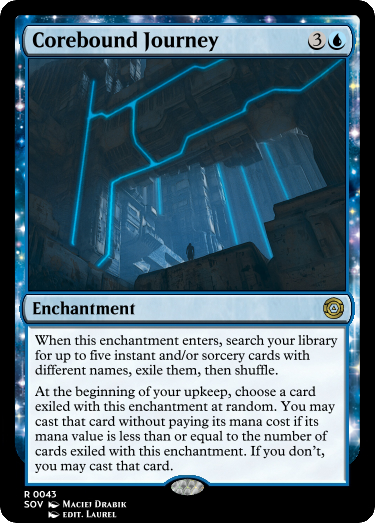 Corebound Journey 3
Enchantment
When this enchantment enters, search your library
for up to five instant and/or sorcery cards with
different names, exile them, then shuffle.
At the beginning of your upkeep, choose a card
exiled with this enchantment at random. You may
cast that card without paying its mana cost if its
mana value is less than or equal to the number of
cards exiled with this enchantment. If you don't,
you may cast that card.
R 0043
SOV Maciej Drabik
edit. Laurel